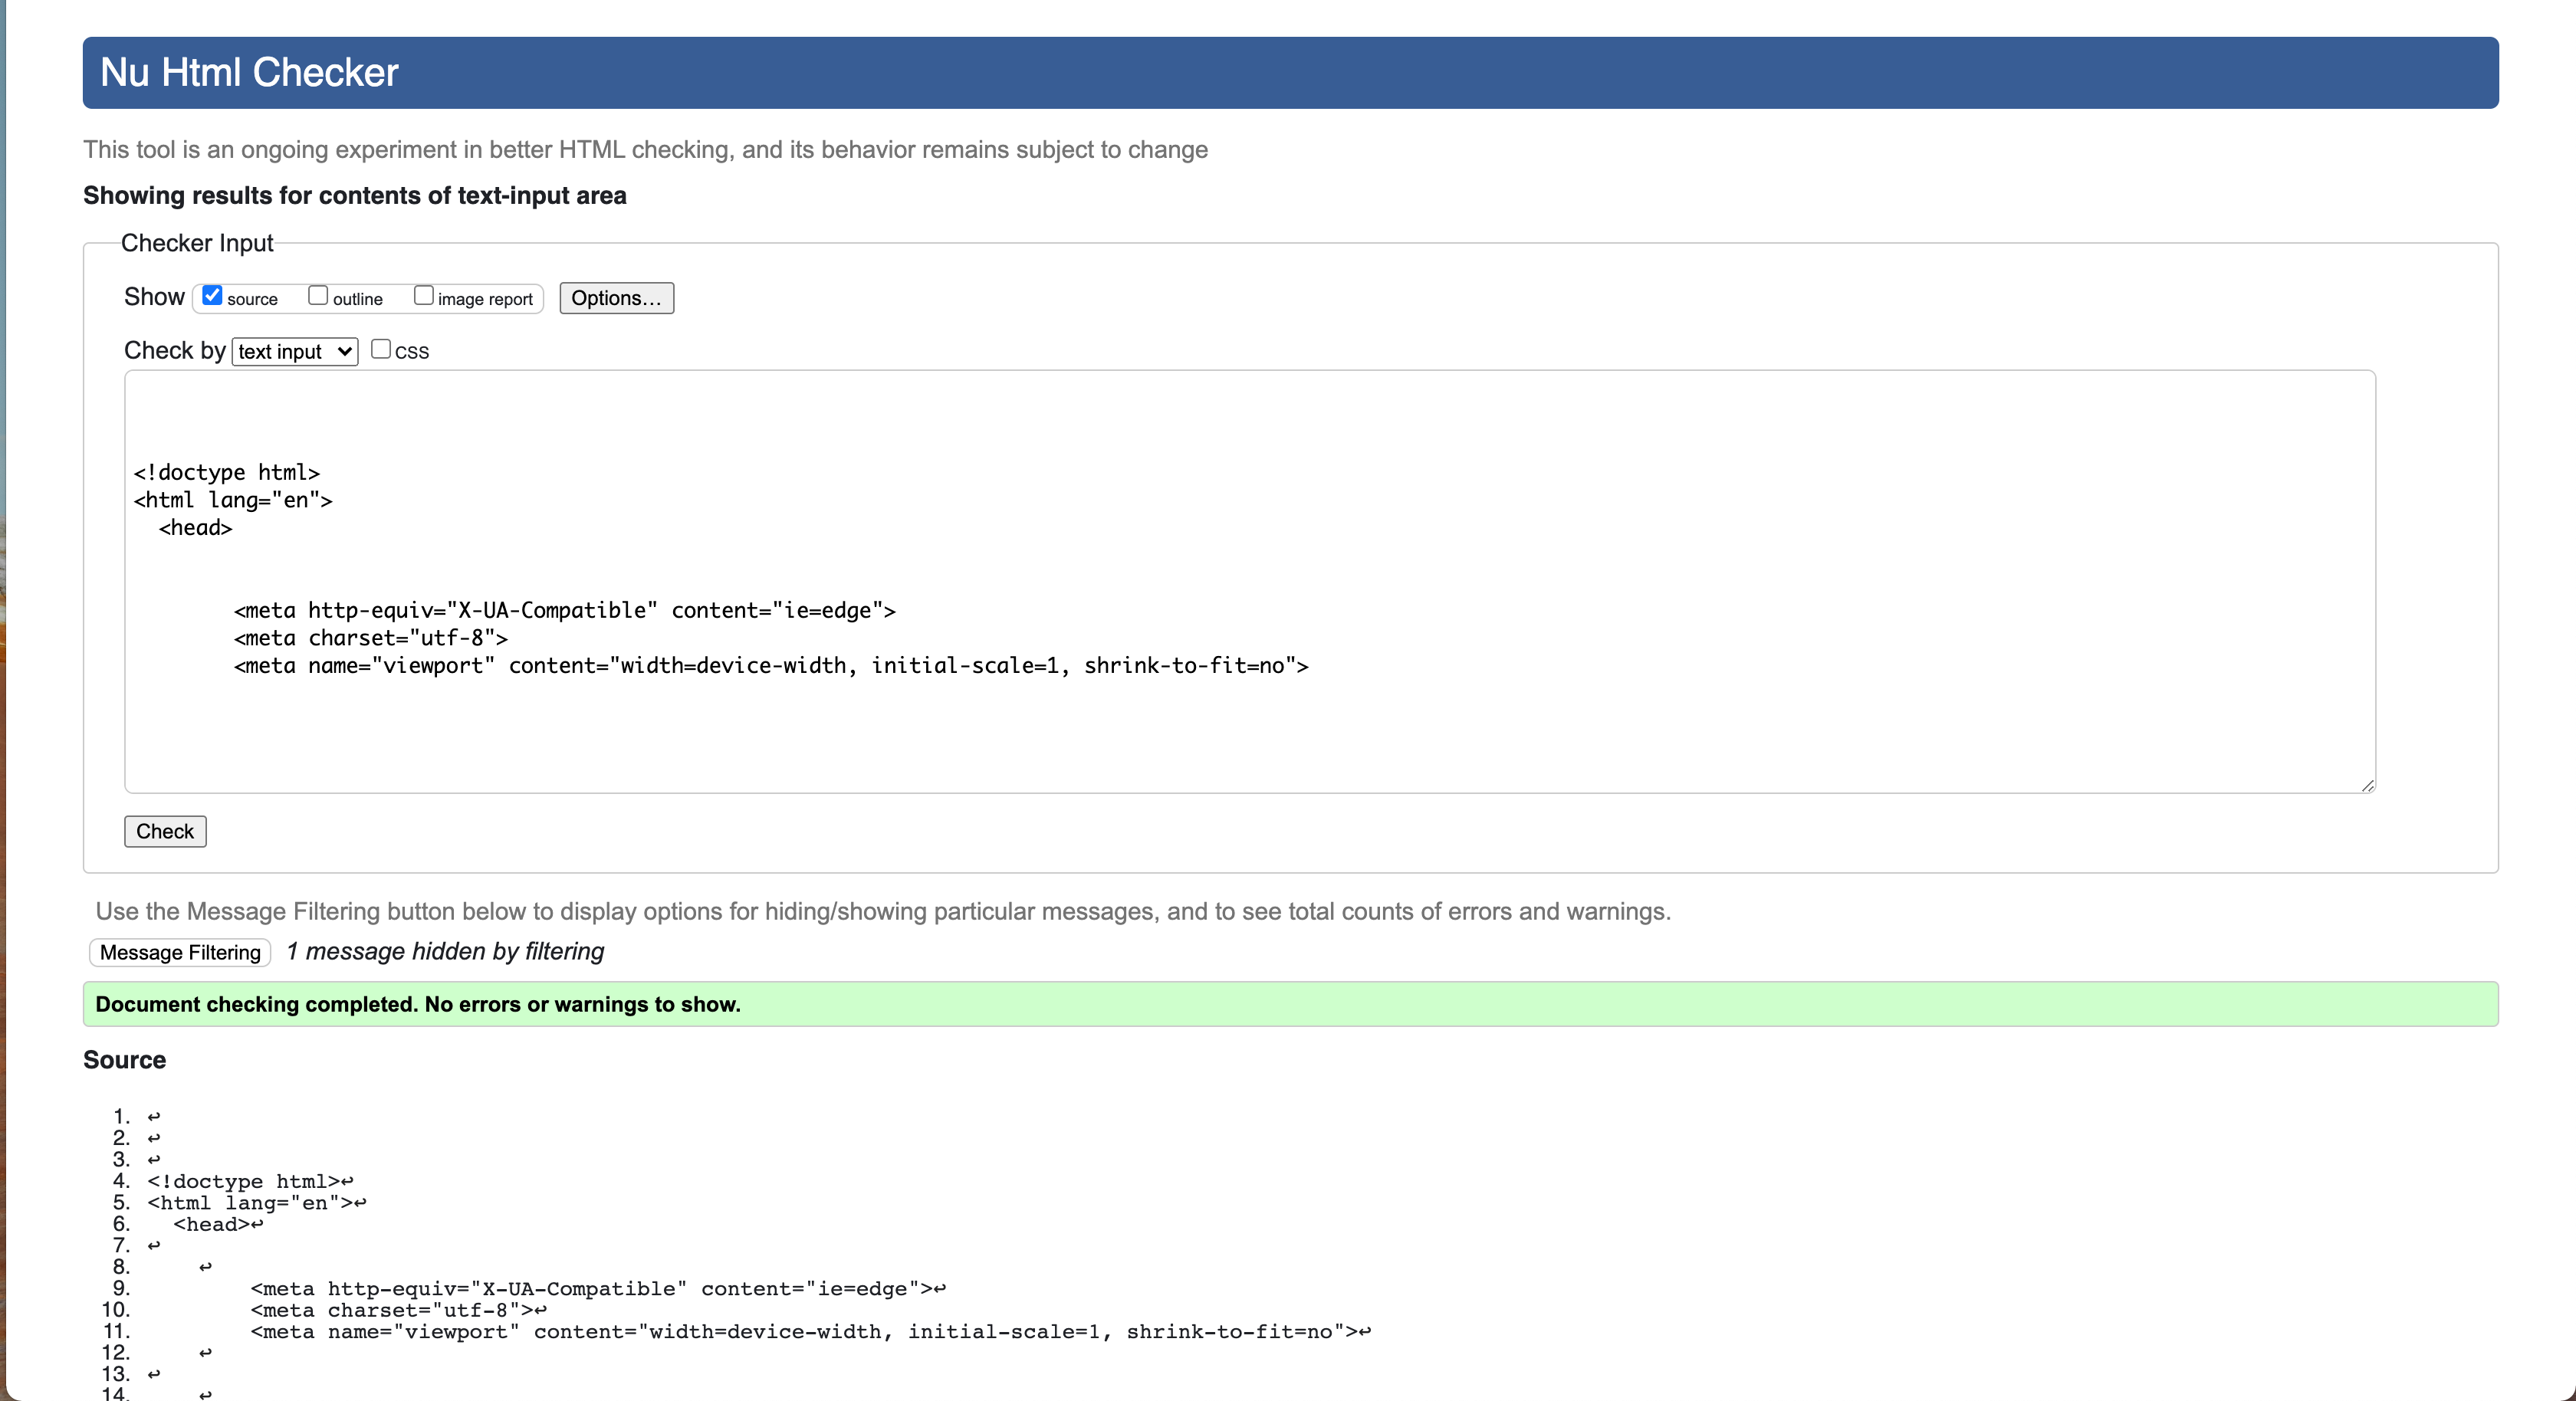 Nu Html Checker
This tool is an ongoing experiment in better HTML checking, and its behavior remains subject to change
Showing results for contents of text-input area
Checker Input
Show source outline image report Options...
Check by text input CSS
<!doctype html>
<html lang="en">
  <head>
        <meta http-equiv="X-UA-Compatible" content="ie=edge">
        <meta charset="utf-8">
        <meta name="viewport" content="width=device-width, initial-scale=1, shrink-to-fit=no">
Check
Use the Message Filtering button below to display options for hiding/showing particular messages, and to see total counts of errors and warnings.
Message Filtering 1 message hidden by filtering
Document checking completed. No errors or warnings to show.
Source
1. ↩
2. ↩
3. ↩
4. <!doctype html>↩
5. <html lang="en">↩
6.   <head>↩
7. ↩
8.     ↩
9.         <meta http-equiv="X-UA-Compatible" content="ie=edge">↩
10.         <meta charset="utf-8">↩
11.         <meta name="viewport" content="width=device-width, initial-scale=1, shrink-to-fit=no">↩
12.     ↩
13. ↩
14.     ↩